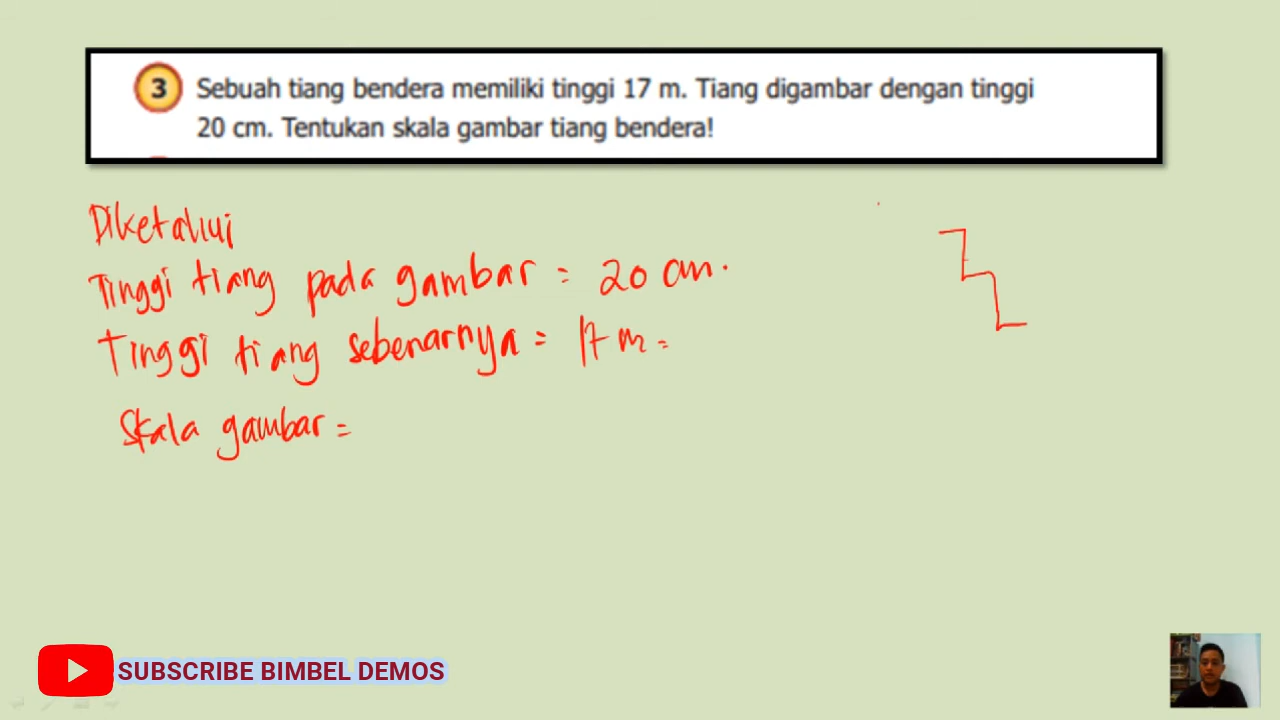 3 Sebuah tiang bendera memiliki tinggi 17 m. Tiang digambar dengan tinggi
20 cm. Tentukan skala gambar tiang bendera!
Diketahui
Tinggi tiang pada gambar = 20 cm.
Tinggi tiang sebenarnya = 17 m =
Skala gambar =
SUBSCRIBE BIMBEL DEMOS